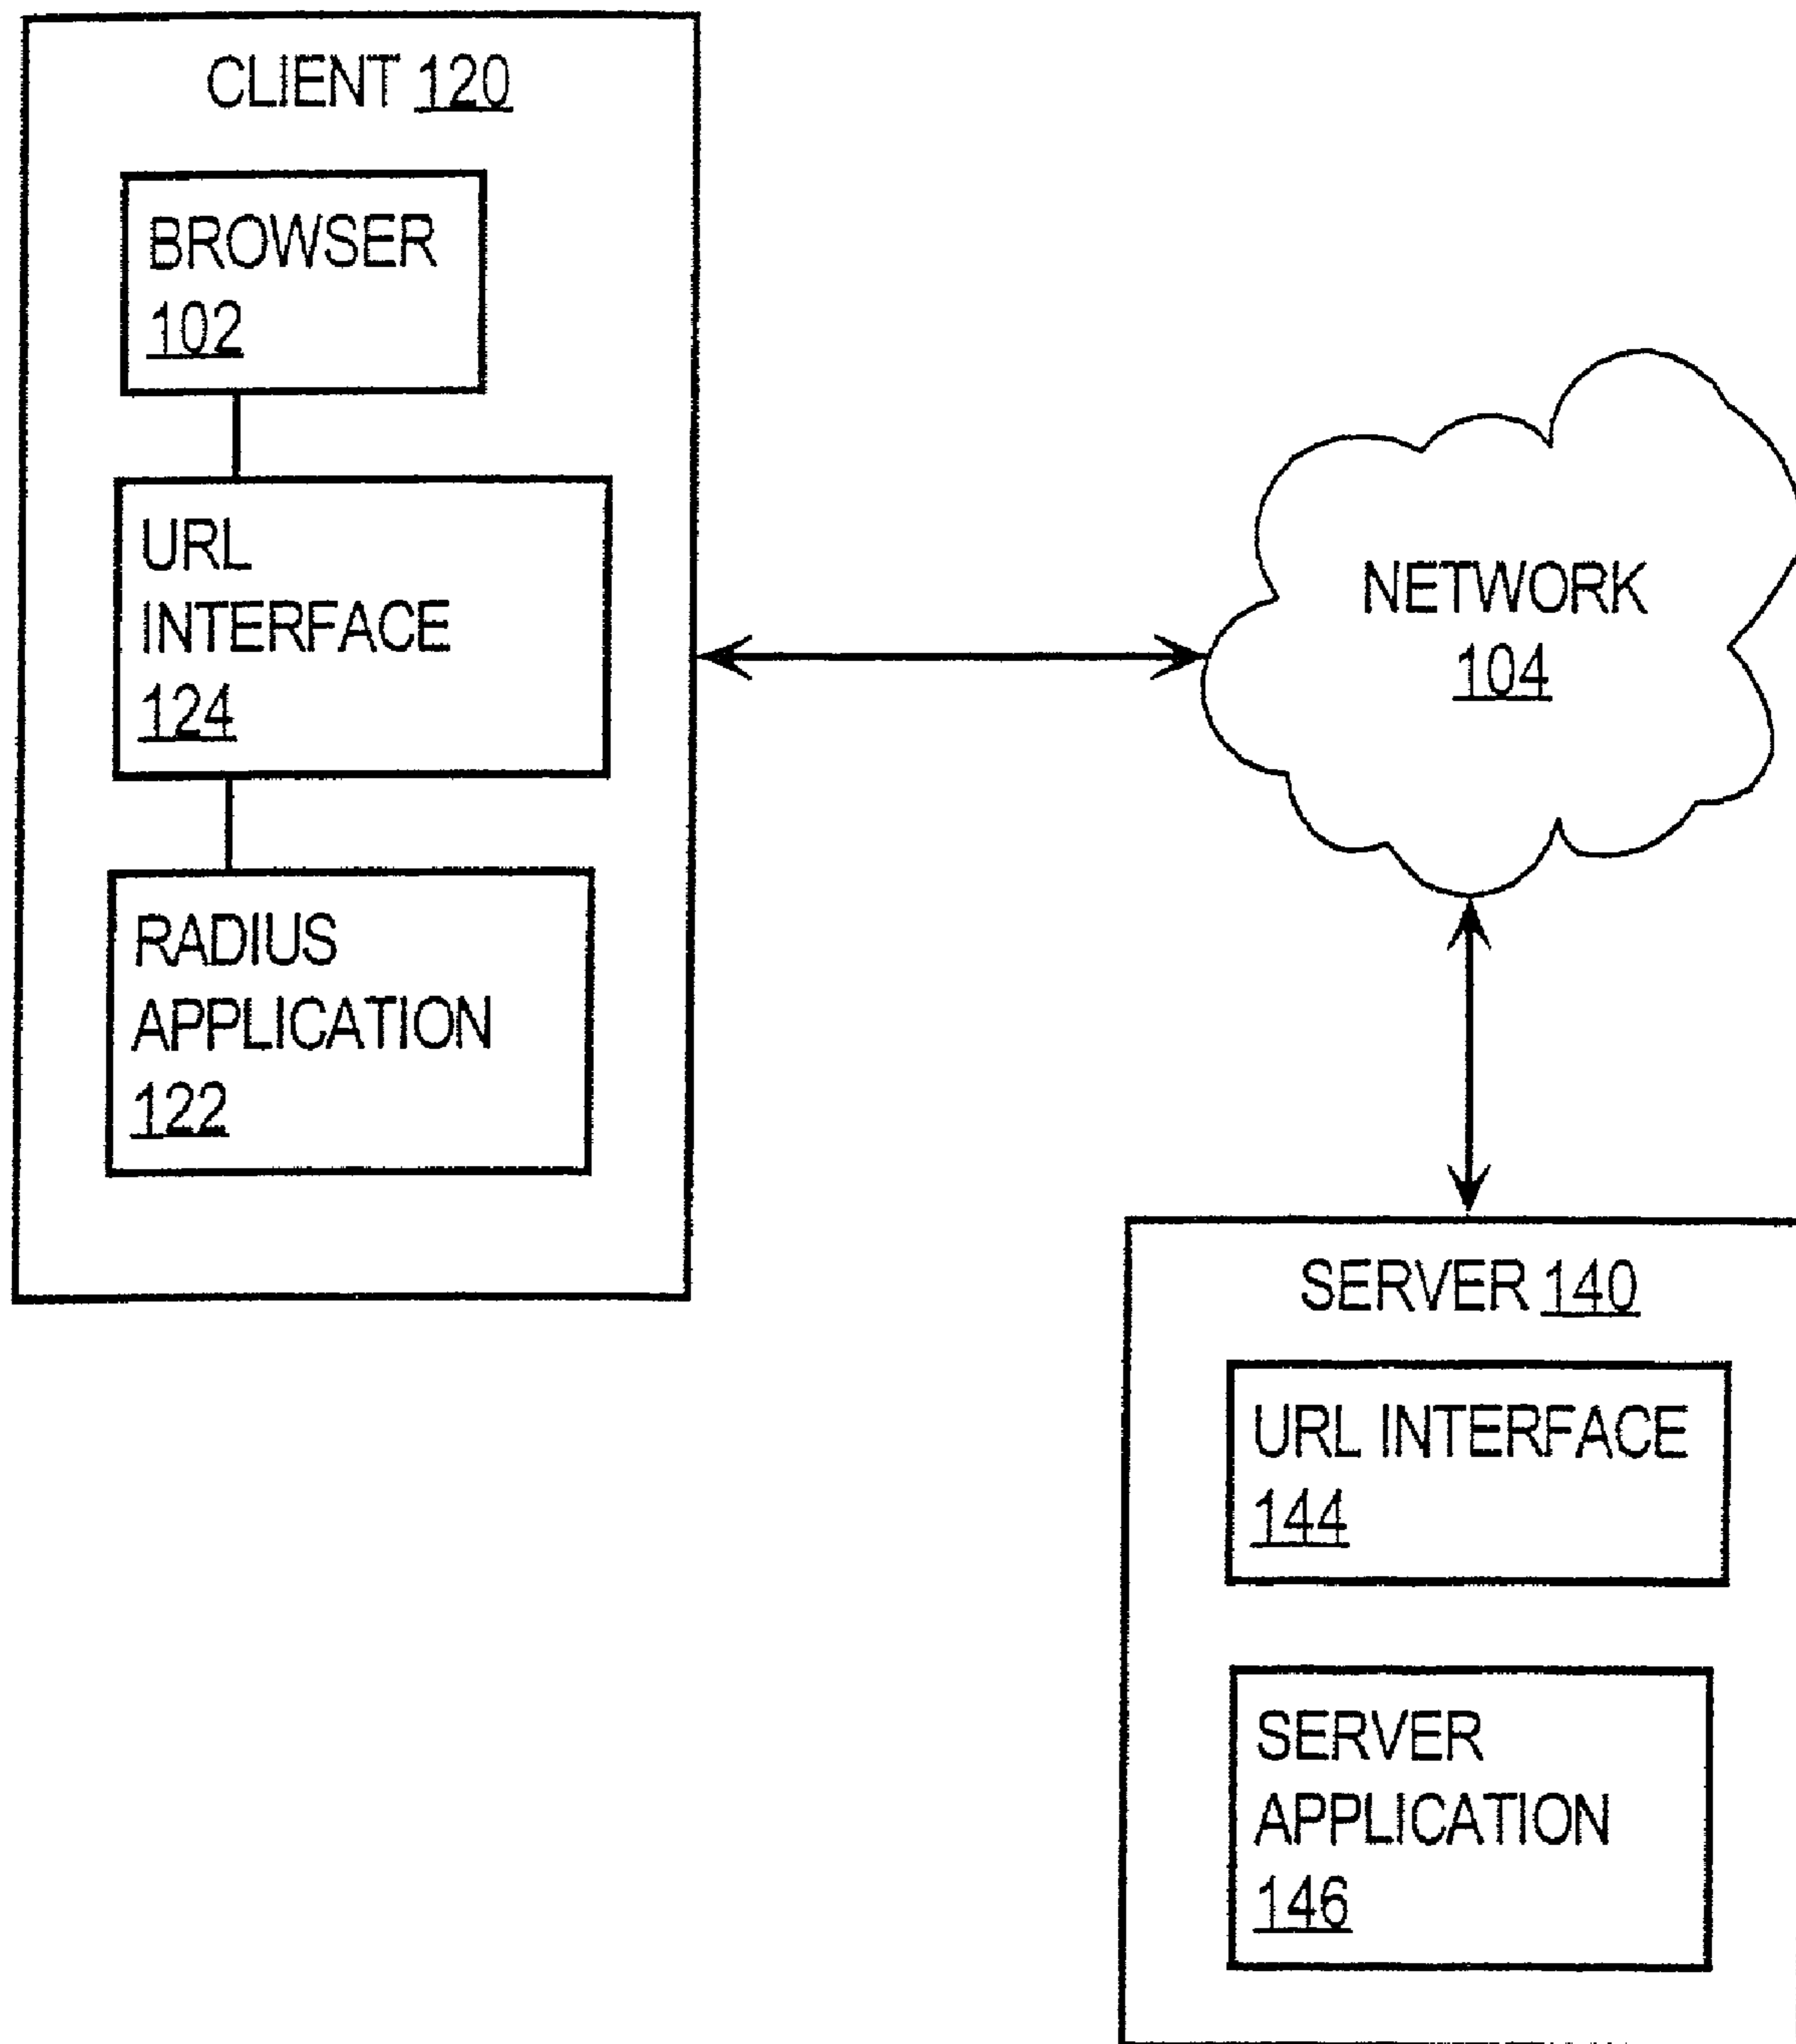 CLIENT 120
BROWSER
102
URL
INTERFACE
124
RADIUS
APPLICATION
122
NETWORK
104
SERVER 140
URL INTERFACE
144
SERVER
APPLICATION
146